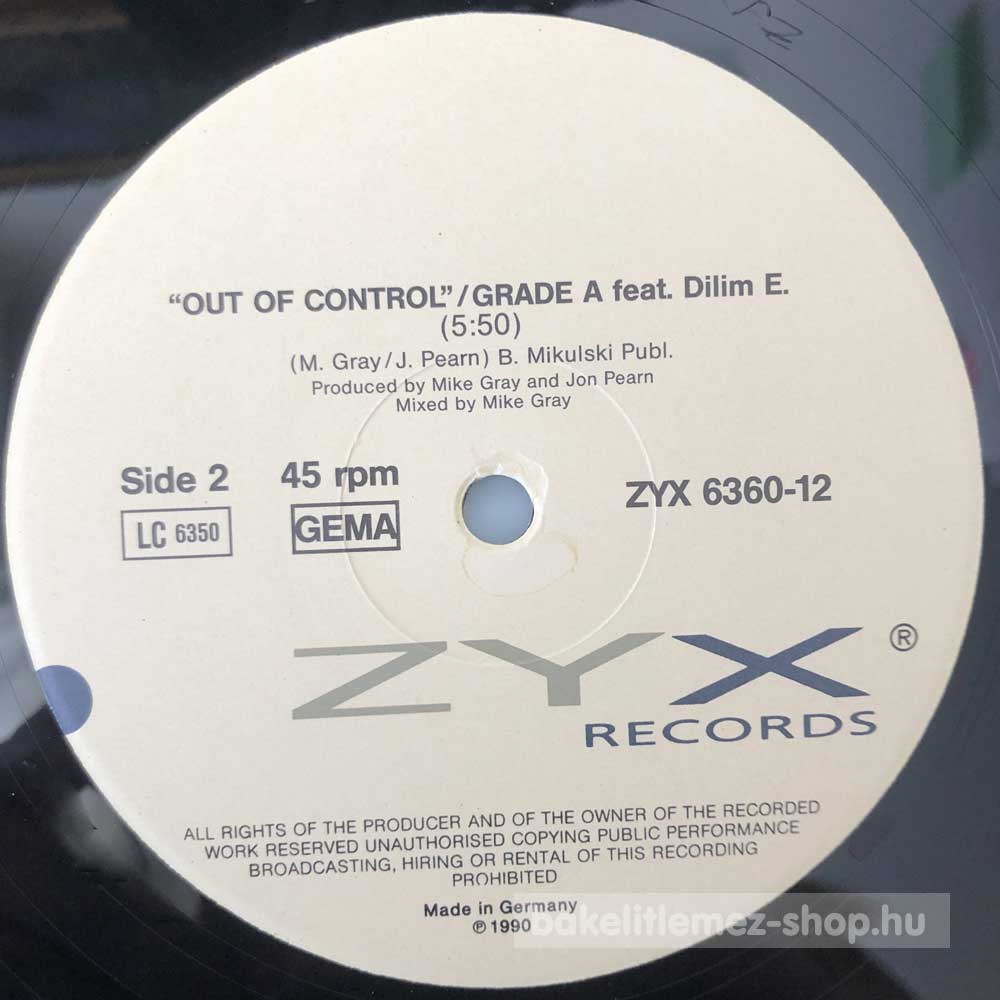 “OUT OF CONTROL”/GRADE A feat. Dilim E.
(5:50)
(M. Gray/J. Pearn) B. Mikulski Publ.
Produced by Mike Gray and Jon Pearn
Mixed by Mike Gray
Side 2 45 rpm
ZYX 6360-12
LC 6350 GEMA
ZYX ®
RECORDS
ALL RIGHTS OF THE PRODUCER AND OF THE OWNER OF THE RECORDED
WORK RESERVED UNAUTHORISED COPYING PUBLIC PERFORMANCE
BROADCASTING, HIRING OR RENTAL OF THIS RECORDING
PROHIBITED
Made in Germany
℗ 1990
bakelitlemez-shop.hu